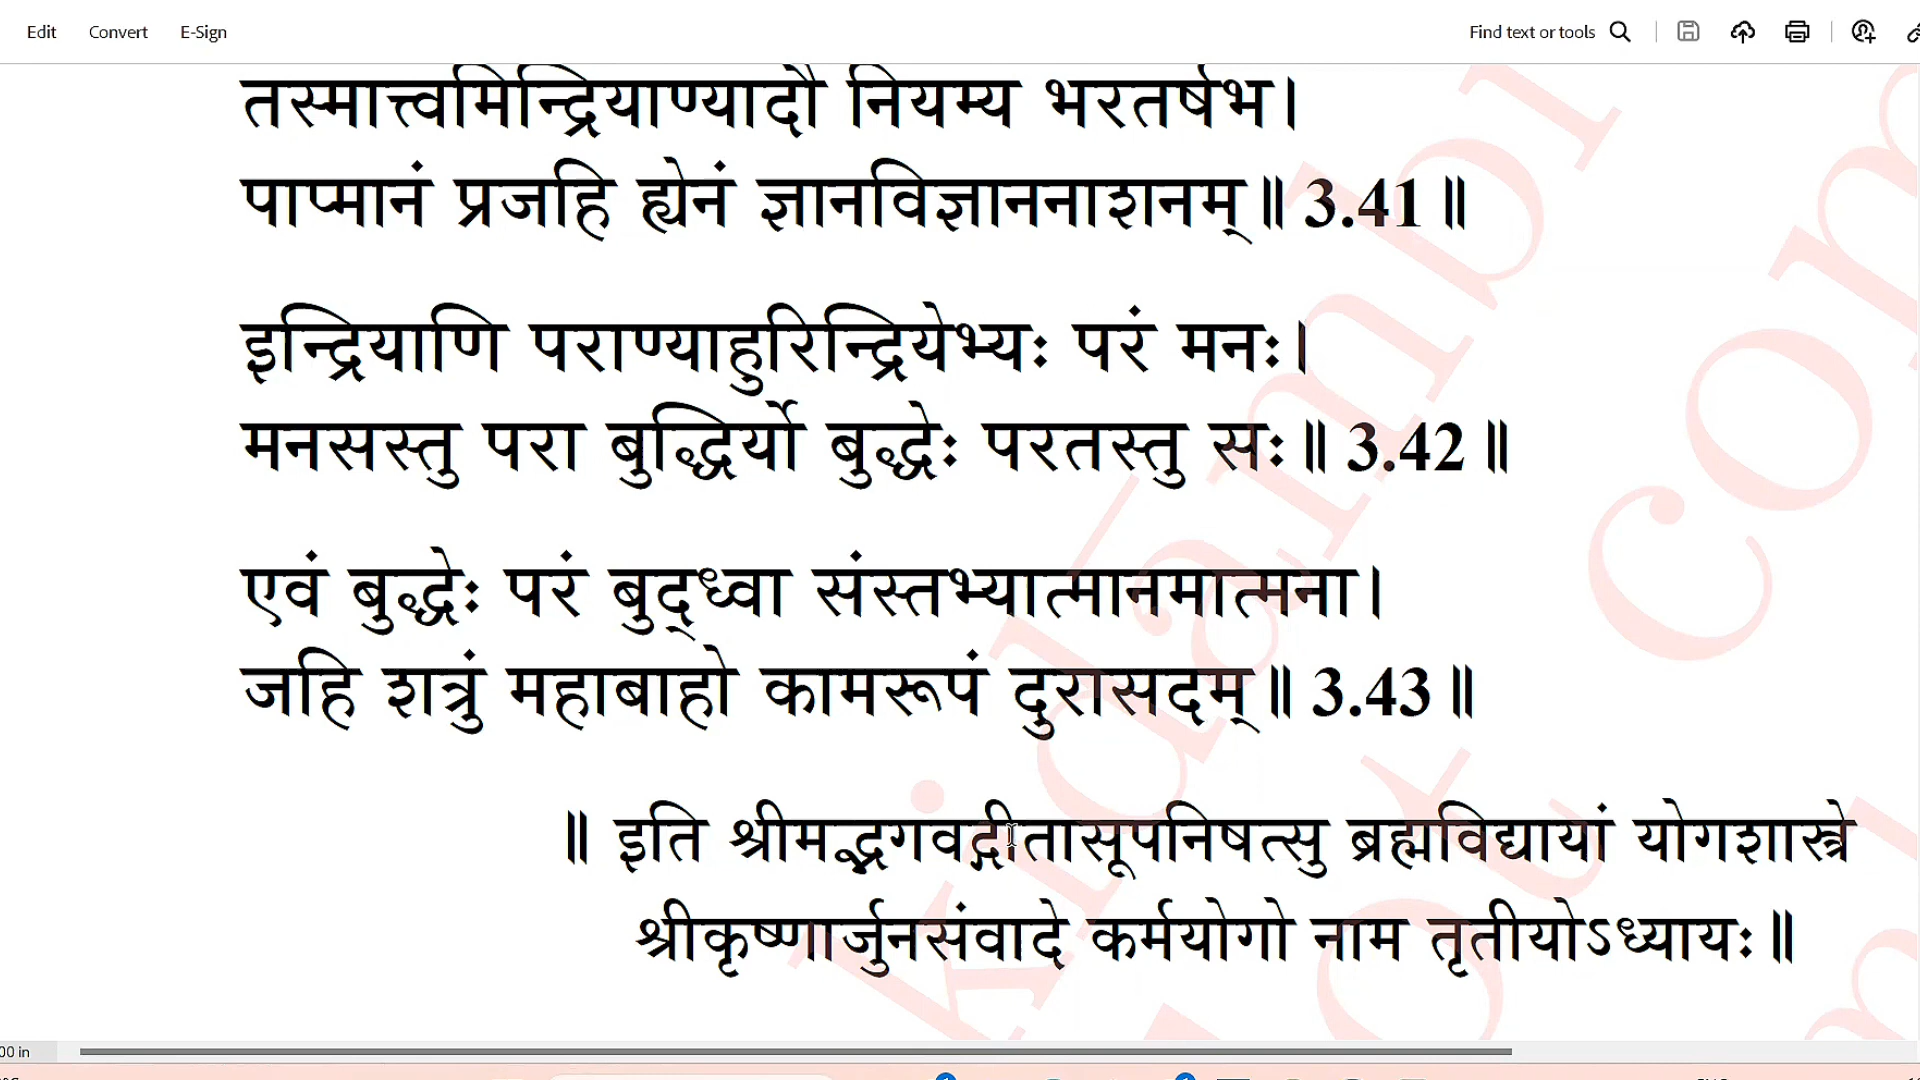 Edit Convert E-Sign Find text or tools
तस्मात्त्वमिन्द्रियाण्यादौ नियम्य भरतर्षभ।
पाप्मानं प्रजहि ह्येनं ज्ञानविज्ञाननाशनम्॥ 3.41॥
इन्द्रियाणि पराण्याहुरिन्द्रियेभ्यः परं मनः।
मनसस्तु परा बुद्धिर्यो बुद्धेः परतस्तु सः॥ 3.42॥
एवं बुद्धेः परं बुद्ध्वा संस्तभ्यात्मानमात्मना।
जहि शत्रुं महाबाहो कामरूपं दुरासदम्॥ 3.43॥
॥ इति श्रीमद्भगवद्गीतासूपनिषत्सु ब्रह्मविद्यायां योगशास्त्रे
श्रीकृष्णार्जुनसंवादे कर्मयोगो नाम तृतीयोऽध्यायः॥
00 in